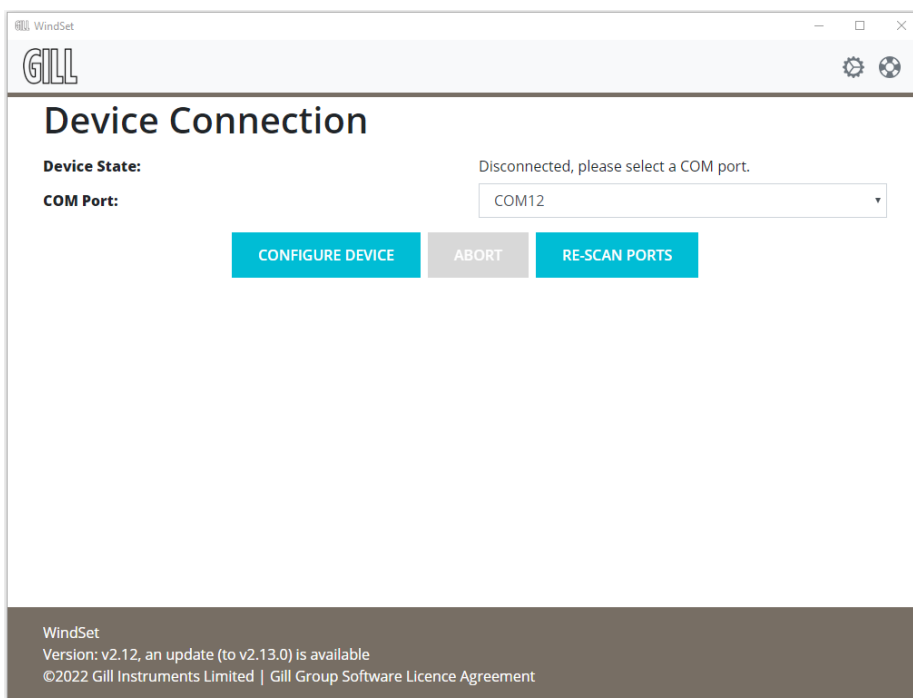 GILL WindSet
GILL
Device Connection
Device State: Disconnected, please select a COM port.
COM Port: COM12
CONFIGURE DEVICE ABORT RE-SCAN PORTS
WindSet
Version: v2.12, an update (to v2.13.0) is available
©2022 Gill Instruments Limited | Gill Group Software Licence Agreement